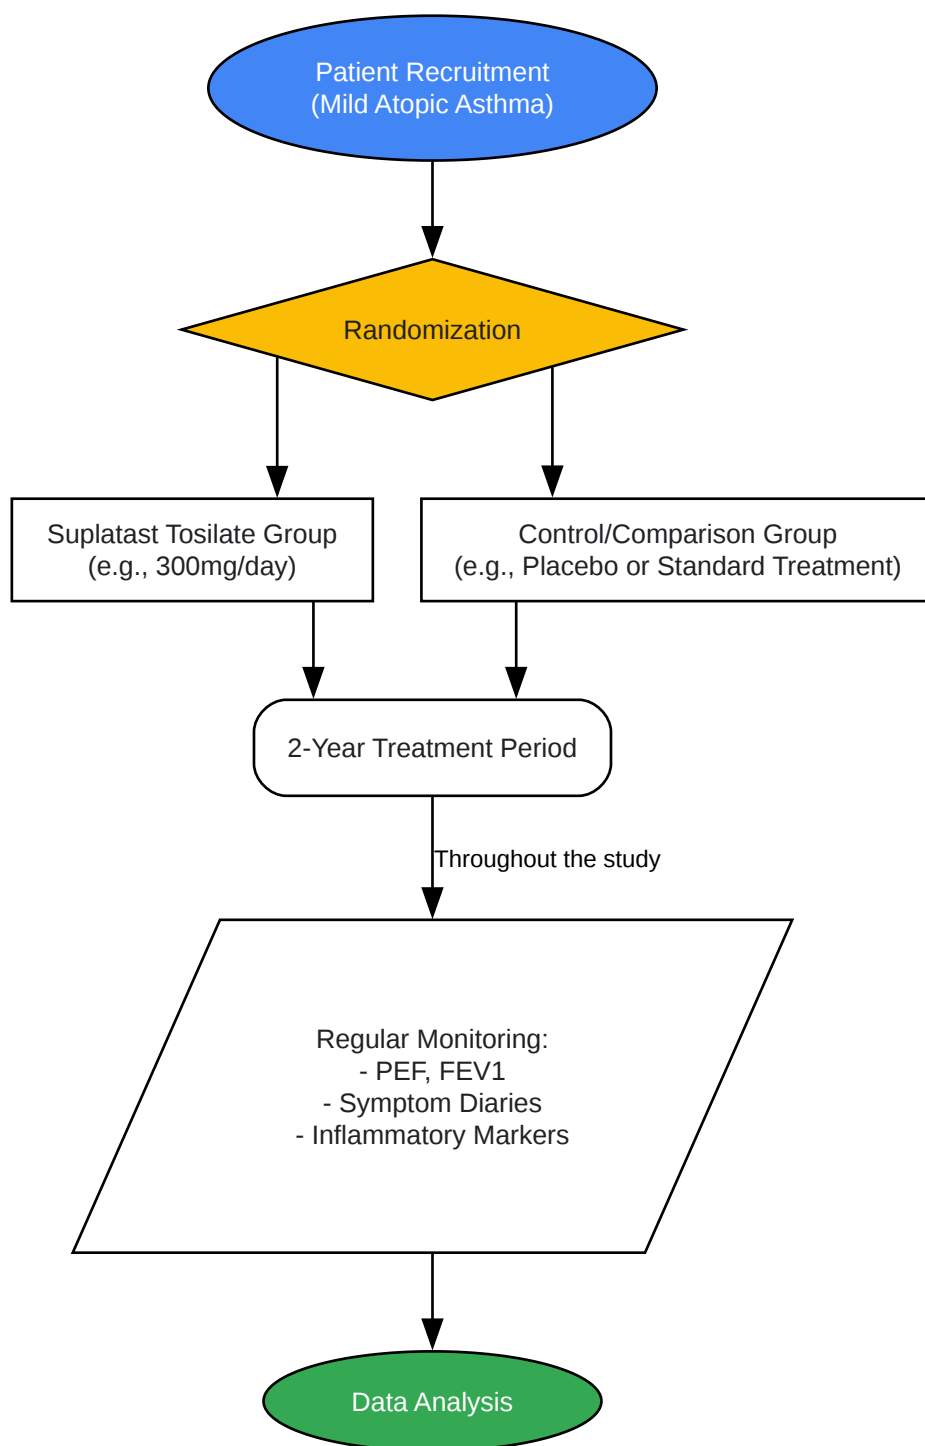 Patient Recruitment
(Mild Atopic Asthma)
Randomization
Suplatast Tosilate Group
(e.g., 300mg/day)
Control/Comparison Group
(e.g., Placebo or Standard Treatment)
2-Year Treatment Period
Throughout the study
Regular Monitoring:
- PEF, FEV1
- Symptom Diaries
- Inflammatory Markers
Data Analysis